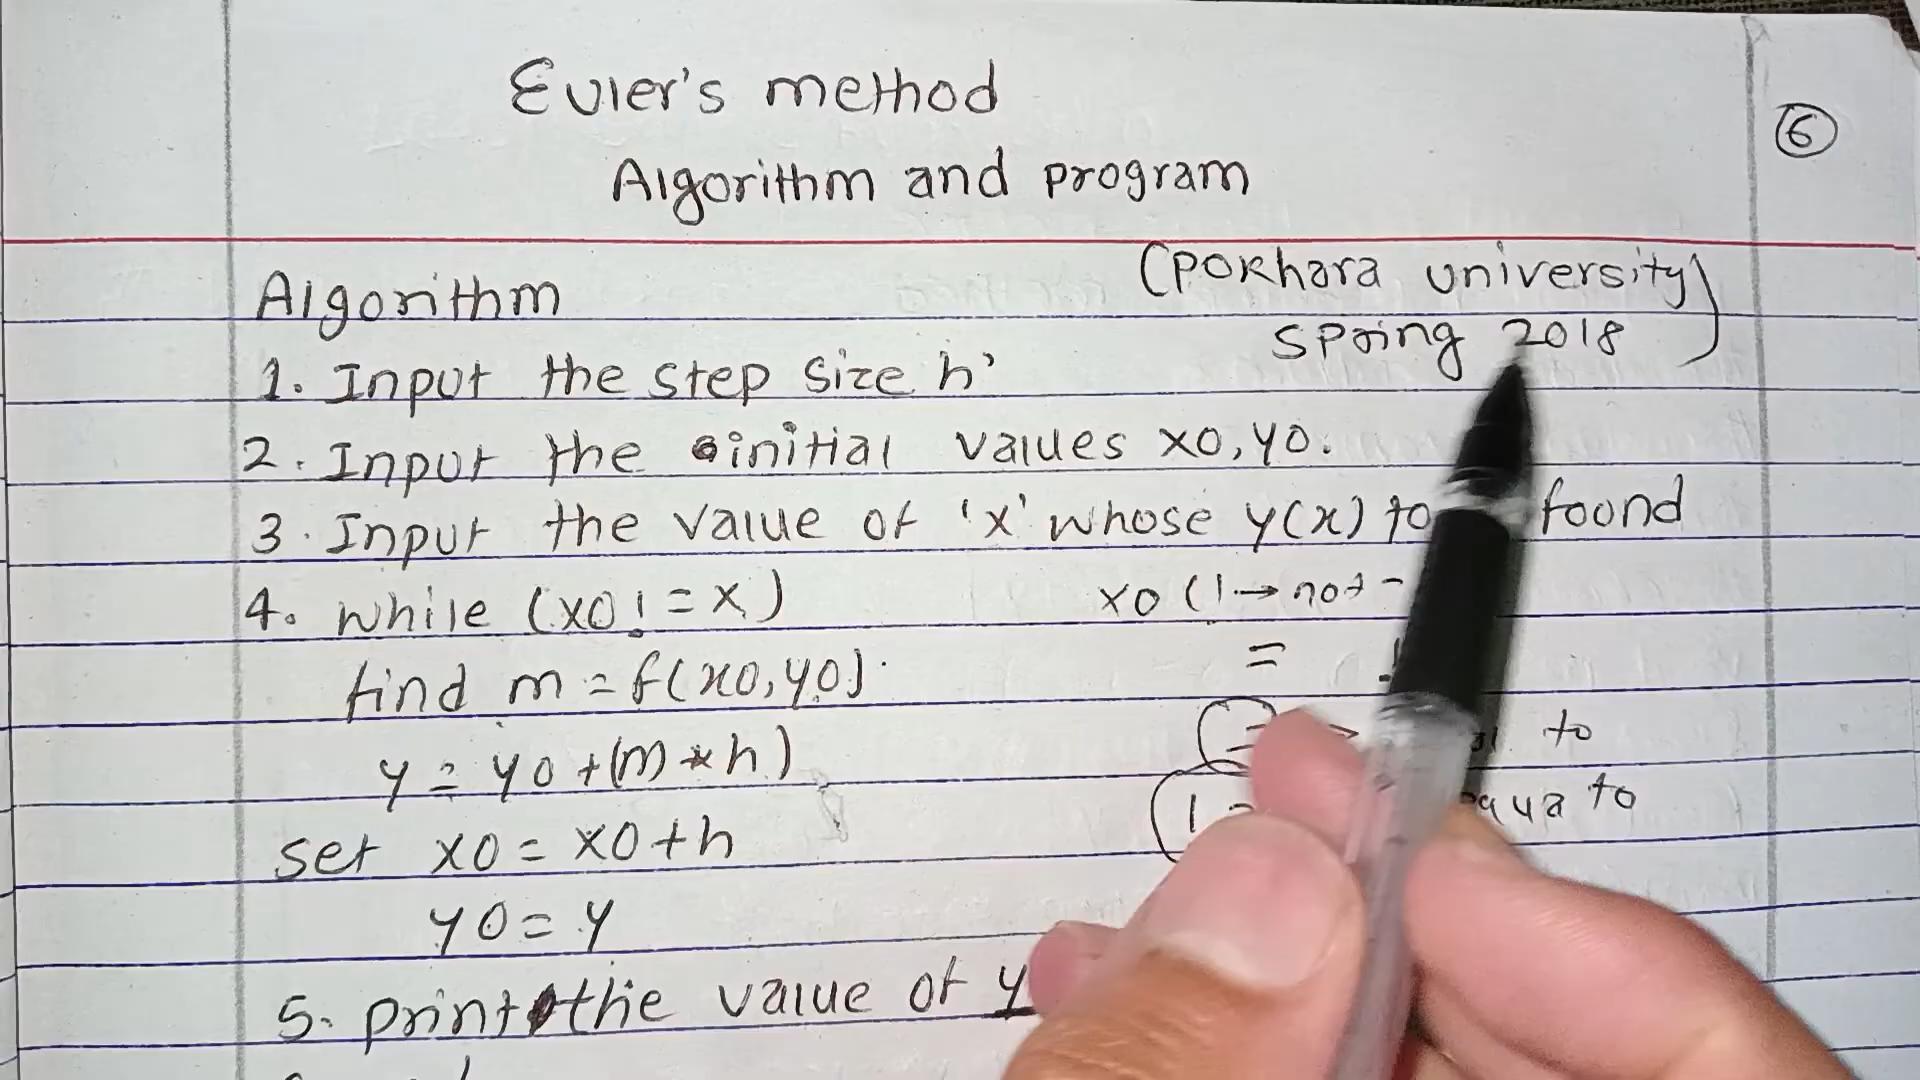 Euler's method
⑥
Algorithm and program
(Pokhara university
Algorithm
spring 2018)
1. Input the step size h'
2. Input the initial values x0, y0.
3. Input the value of 'x' whose y(x) to found
4. while (x0! = x)
x0 (! → not -
find m = f(x0, y0).
=
y = y0 + (m * h)
to
set x0 = x0 + h
to
y0 = y
5. print the value of y